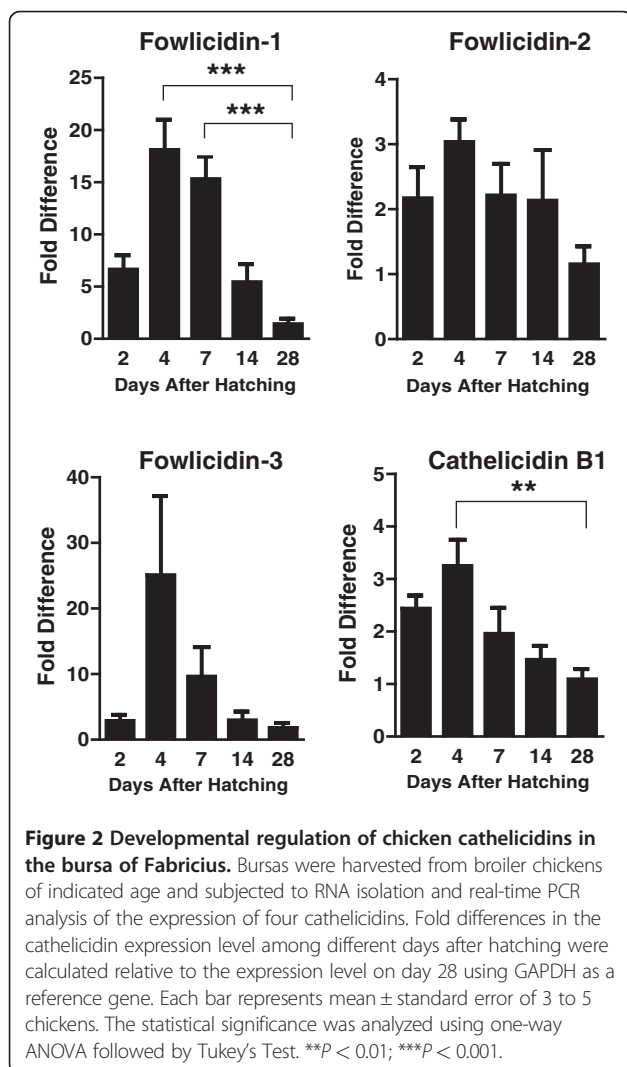 Fowlicidin-1
Fold Difference
25
20
15
10
5
0
***
***
2 4 7 14 28
Days After Hatching
Fowlicidin-2
Fold Difference
4
3
2
1
0
2 4 7 14 28
Days After Hatching
Fowlicidin-3
Fold Difference
40
30
20
10
0
2 4 7 14 28
Days After Hatching
Cathelicidin B1
Fold Difference
5
4
3
2
1
0
**
2 4 7 14 28
Days After Hatching
Figure 2 Developmental regulation of chicken cathelicidins in
the bursa of Fabricius. Bursas were harvested from broiler chickens
of indicated age and subjected to RNA isolation and real-time PCR
analysis of the expression of four cathelicidins. Fold differences in the
cathelicidin expression level among different days after hatching were
calculated relative to the expression level on day 28 using GAPDH as a
reference gene. Each bar represents mean ± standard error of 3 to 5
chickens. The statistical significance was analyzed using one-way
ANOVA followed by Tukey's Test. **P < 0.01; ***P < 0.001.